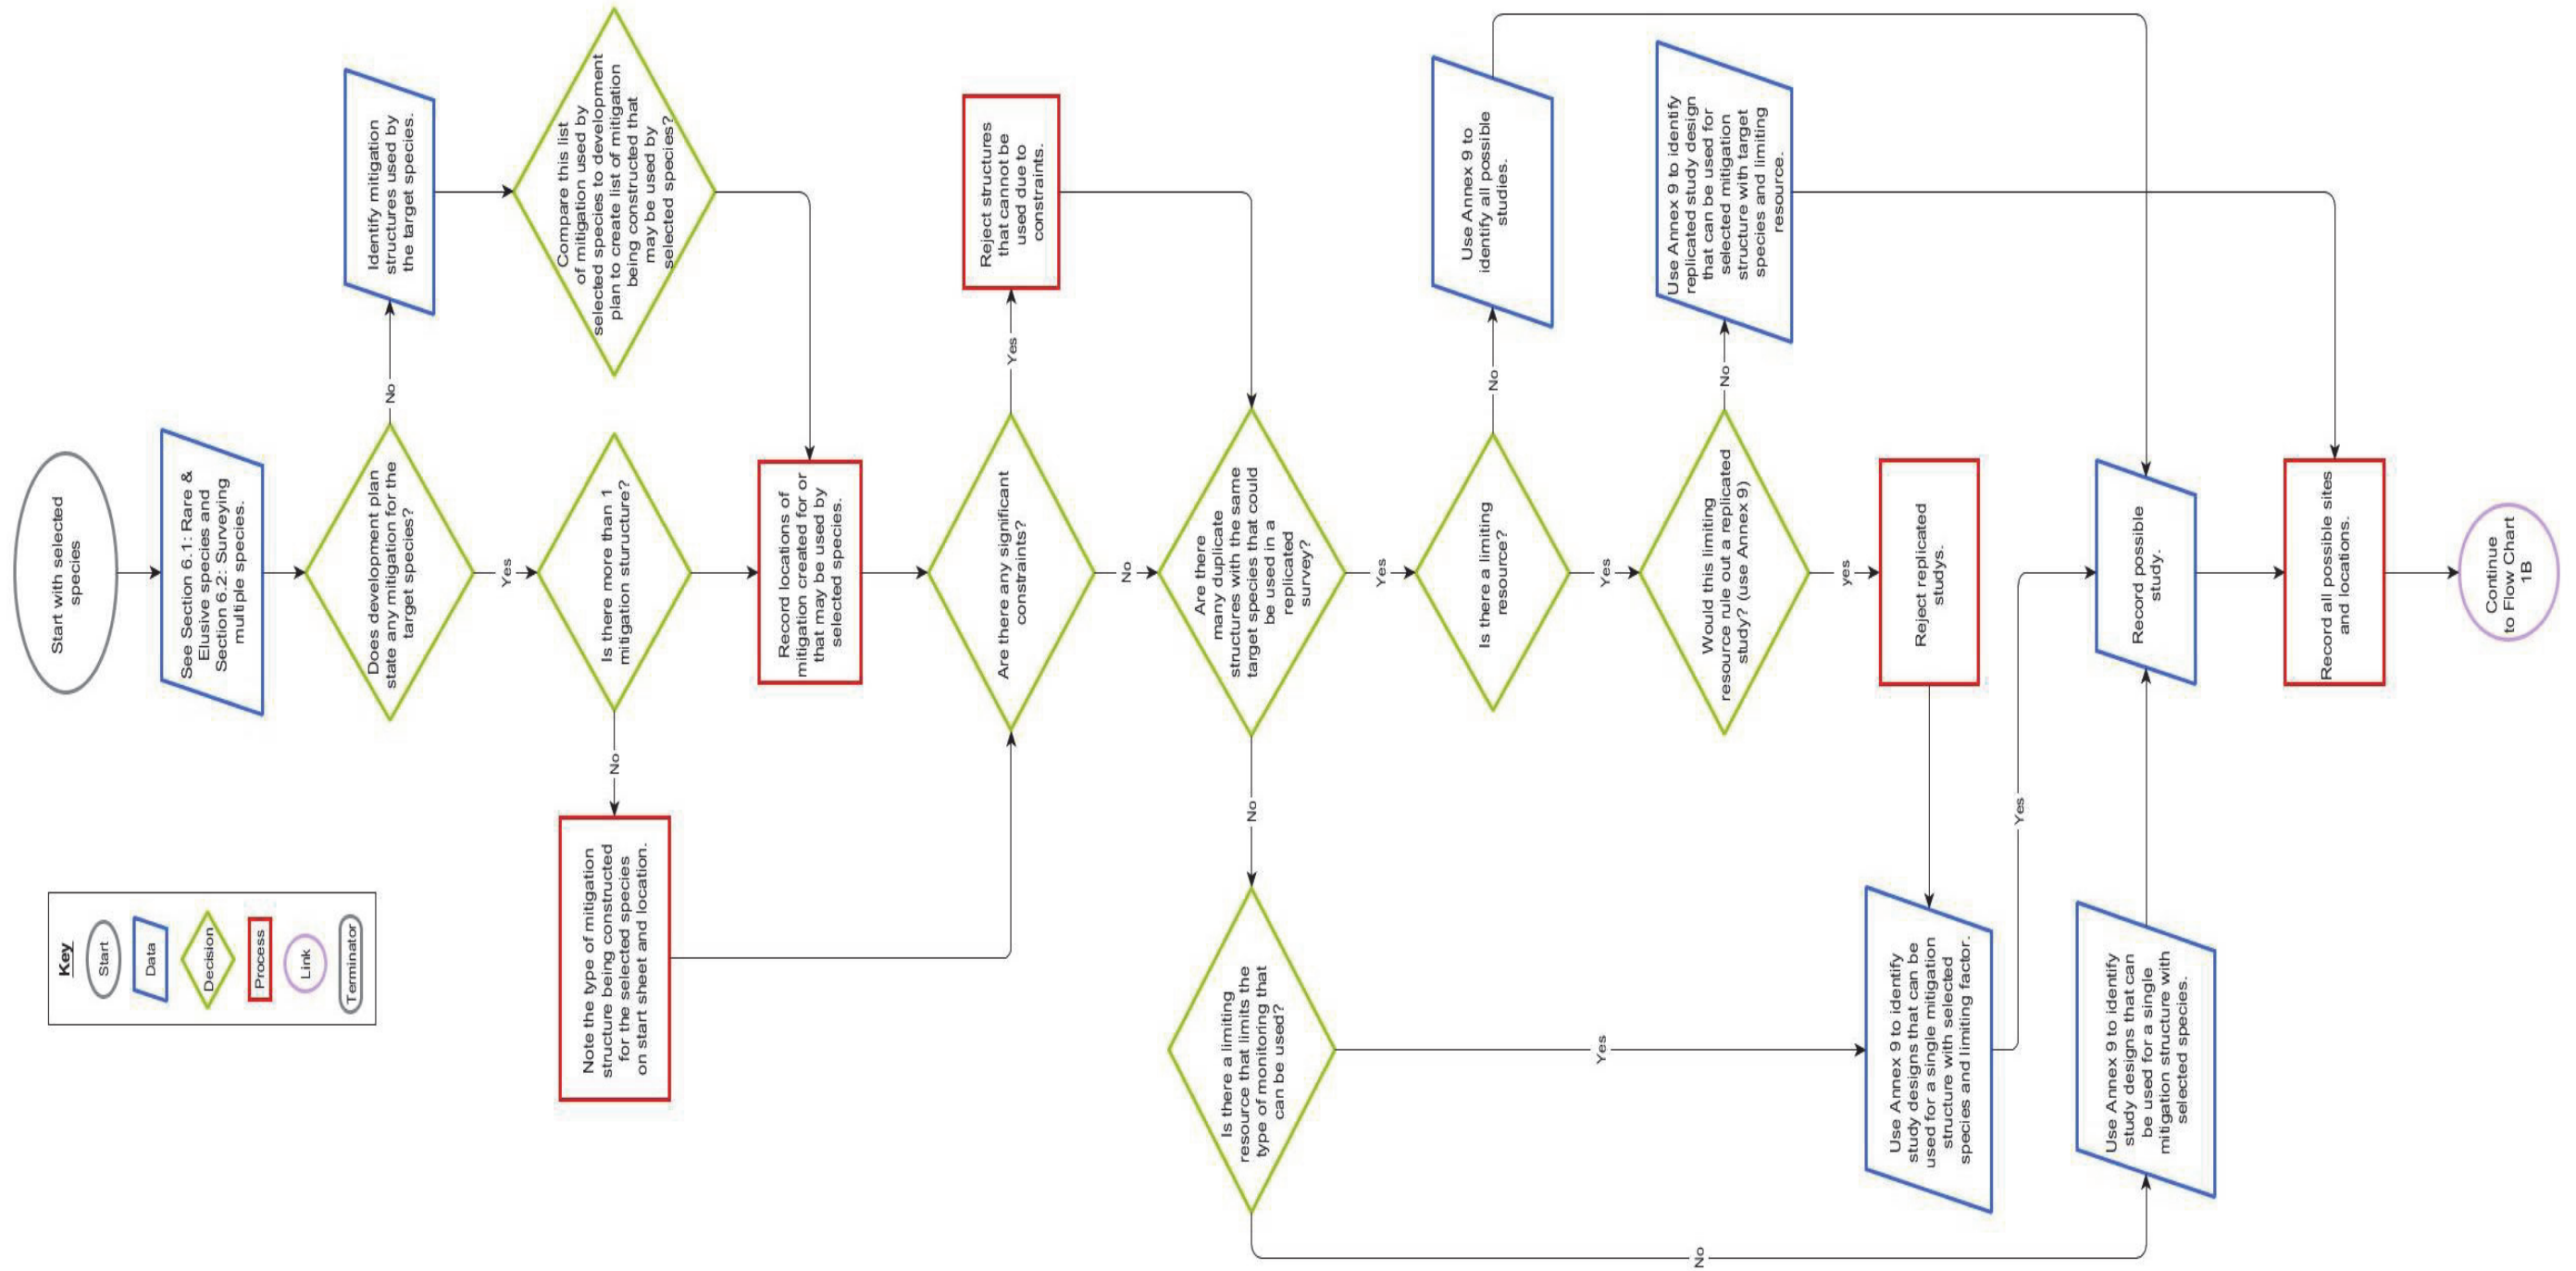 Key
Start
Data
Decision
Process
Link
Terminator
Start with selected
species
See Section 6.1: Rare &
Elusive species and
Section 6.2: Surveying
multiple species.
Does development plan
state any mitigation for the
target species?
No
Identify mitigation
structures used by
the target species.
Yes
Is there more than 1
mitigation sturucture?
Compare this list
of mitigation used by
selected species to development
plan to create list of mitigation
being constructed that
may be used by
selected species?
No
Note the type of mitigation
structure being constructed
for the selected species
on start sheet and location.
Record locations of
mitigation created for or
that may be used by
selected species.
Are there any significant
constraints?
Yes
Reject structures
that cannot be
used due to
constraints.
No
Are there
many duplicate
structures with the same
target species that could
be used in a
replicated
survey?
No
Is there a limiting
resource that limits the
type of monitoring that
can be used?
Yes
Is there a limiting
resource?
No
Use Annex 9 to
identify all possible
studies.
Yes
Yes
Would this limiting
resource rule out a replicated
study? (use Annex 9)
No
Use Annex 9 to identify
replicated study design
that can be used for
selected mitigation
structure with target
species and limiting
resource.
No
yes
Reject replicated
studys.
Use Annex 9 to identify
study designs that can be
used for a single mitigation
structure with selected
species and limiting factor.
Yes
Use Annex 9 to identify
study designs that can
be used for a single
mitigation structure with
selected species.
Record possible
study.
Record all possible sites
and locations.
Continue
to Flow Chart
1B